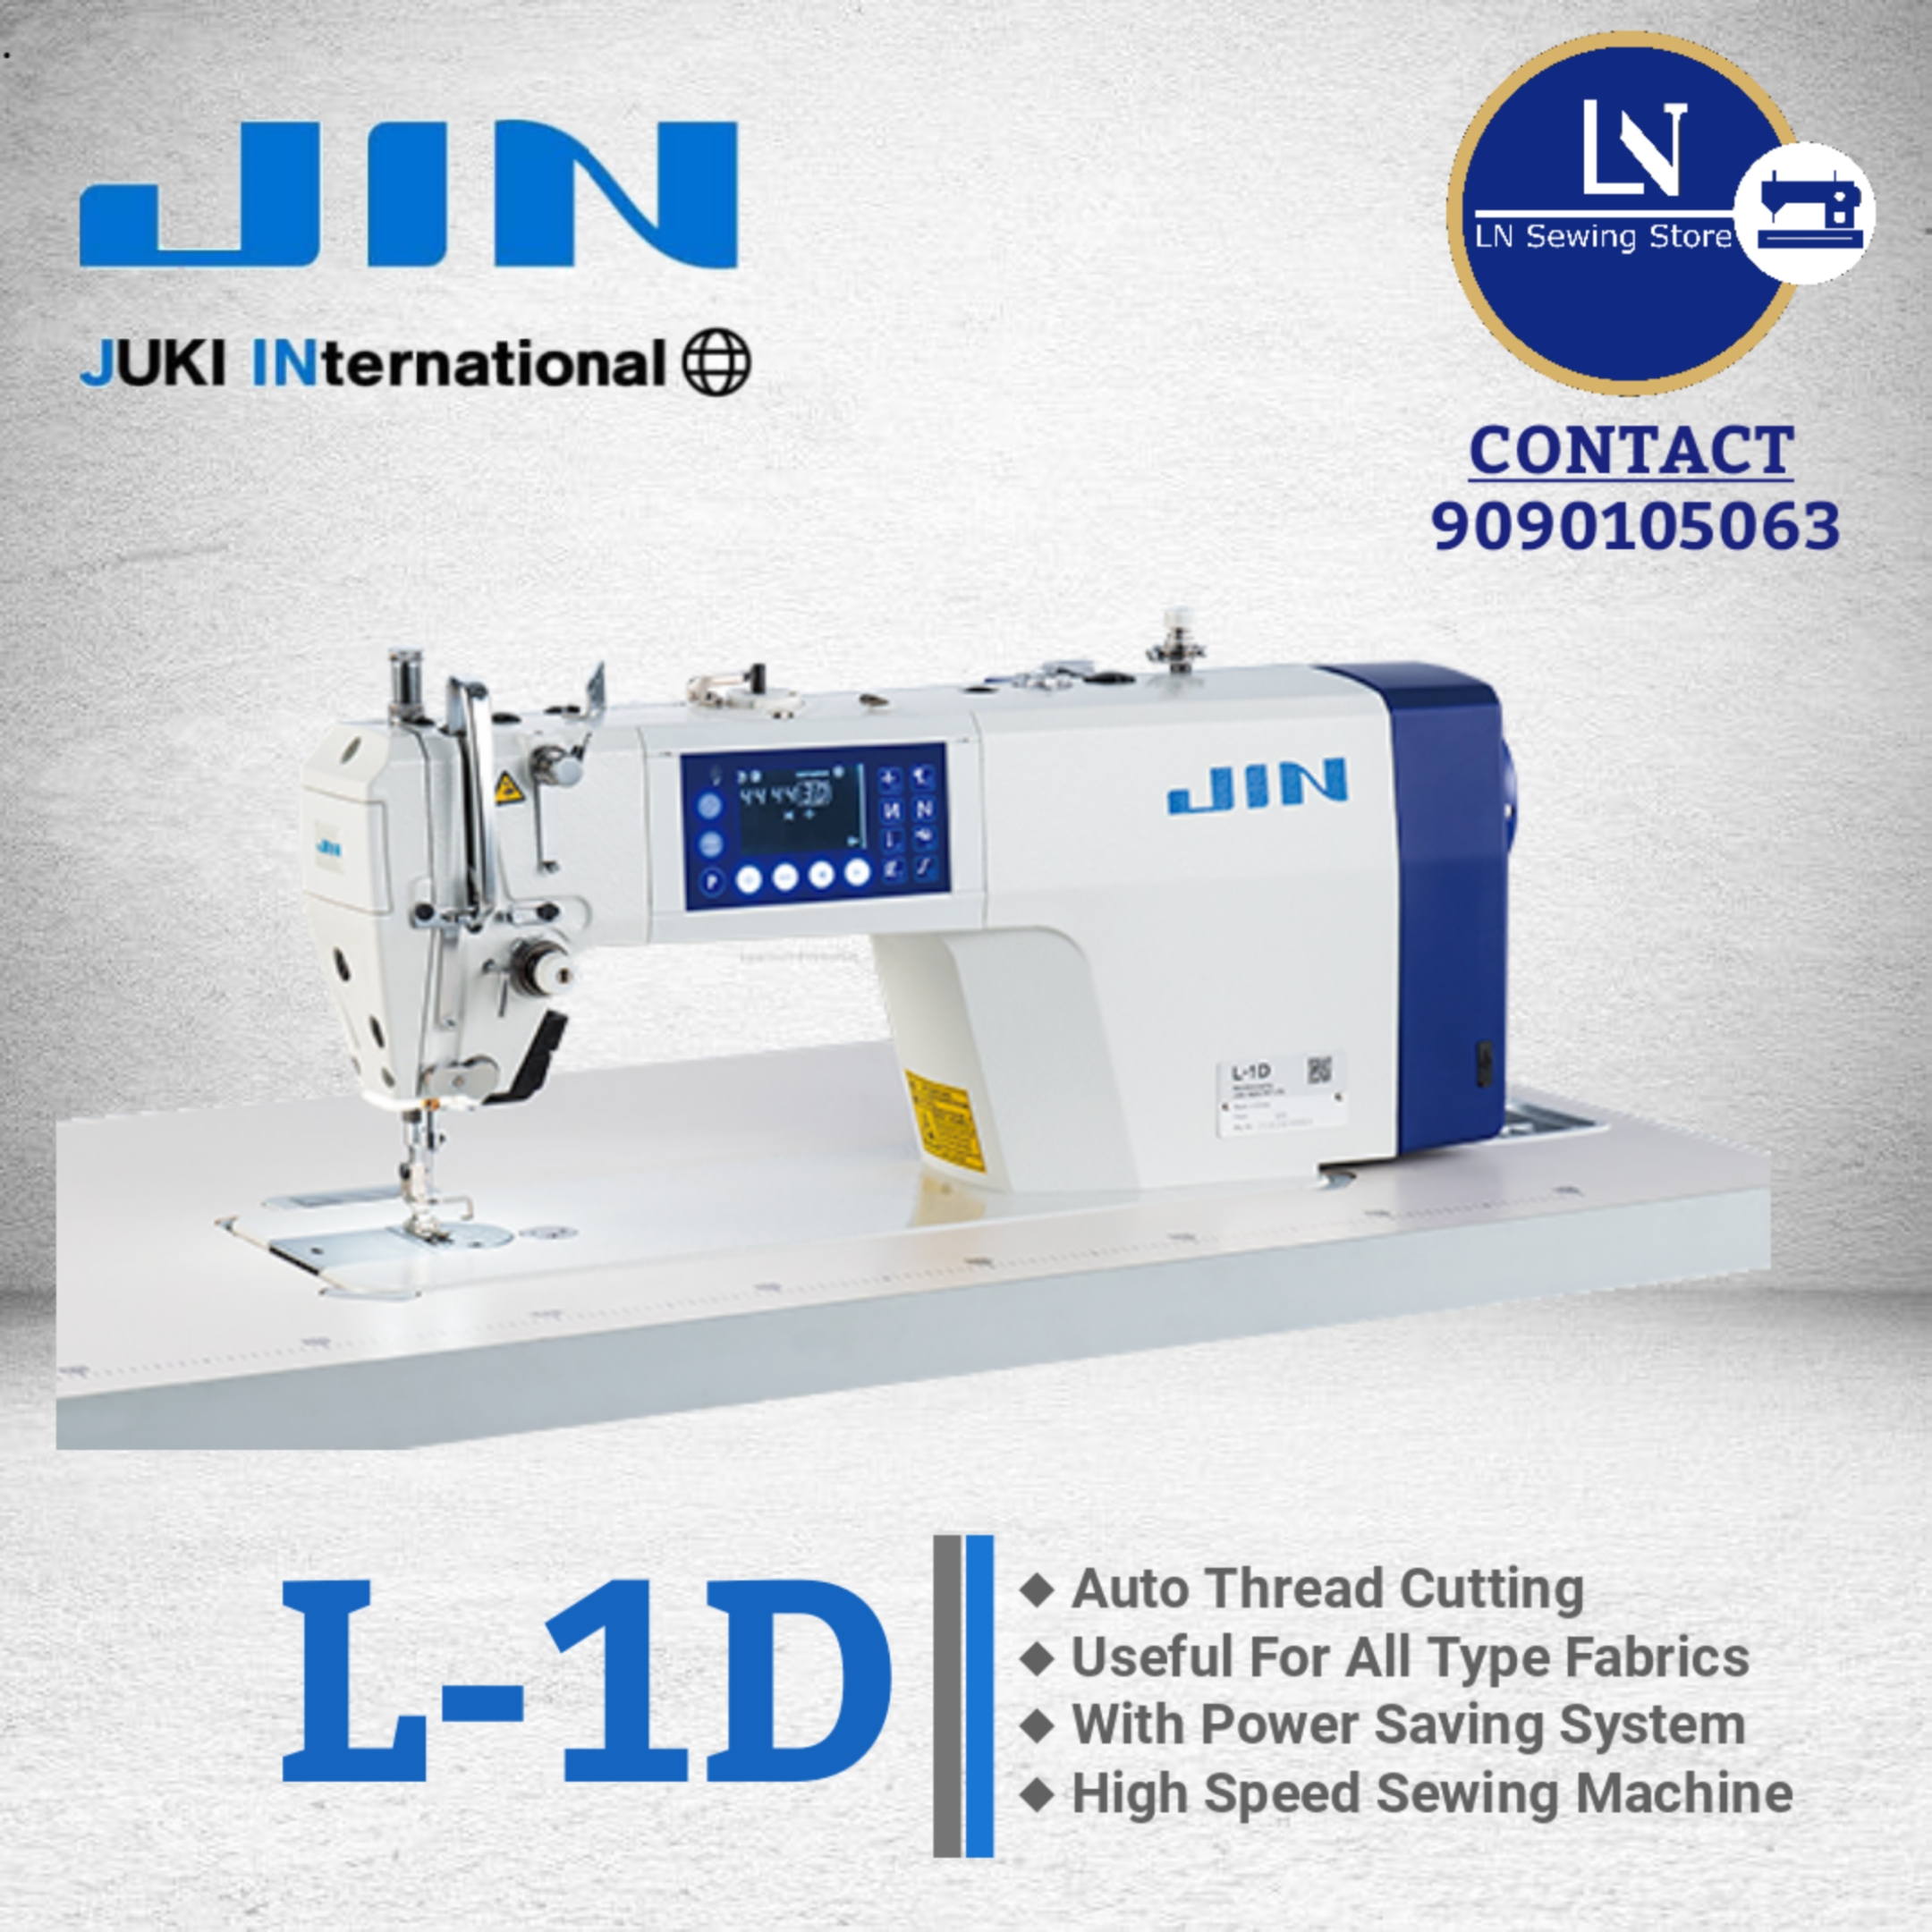 JIN
JUKI INternational
LN
LN Sewing Store
CONTACT
9090105063
JIN
JIN
P
N
L-1D
L-1D
Auto Thread Cutting
Useful For All Type Fabrics
With Power Saving System
High Speed Sewing Machine